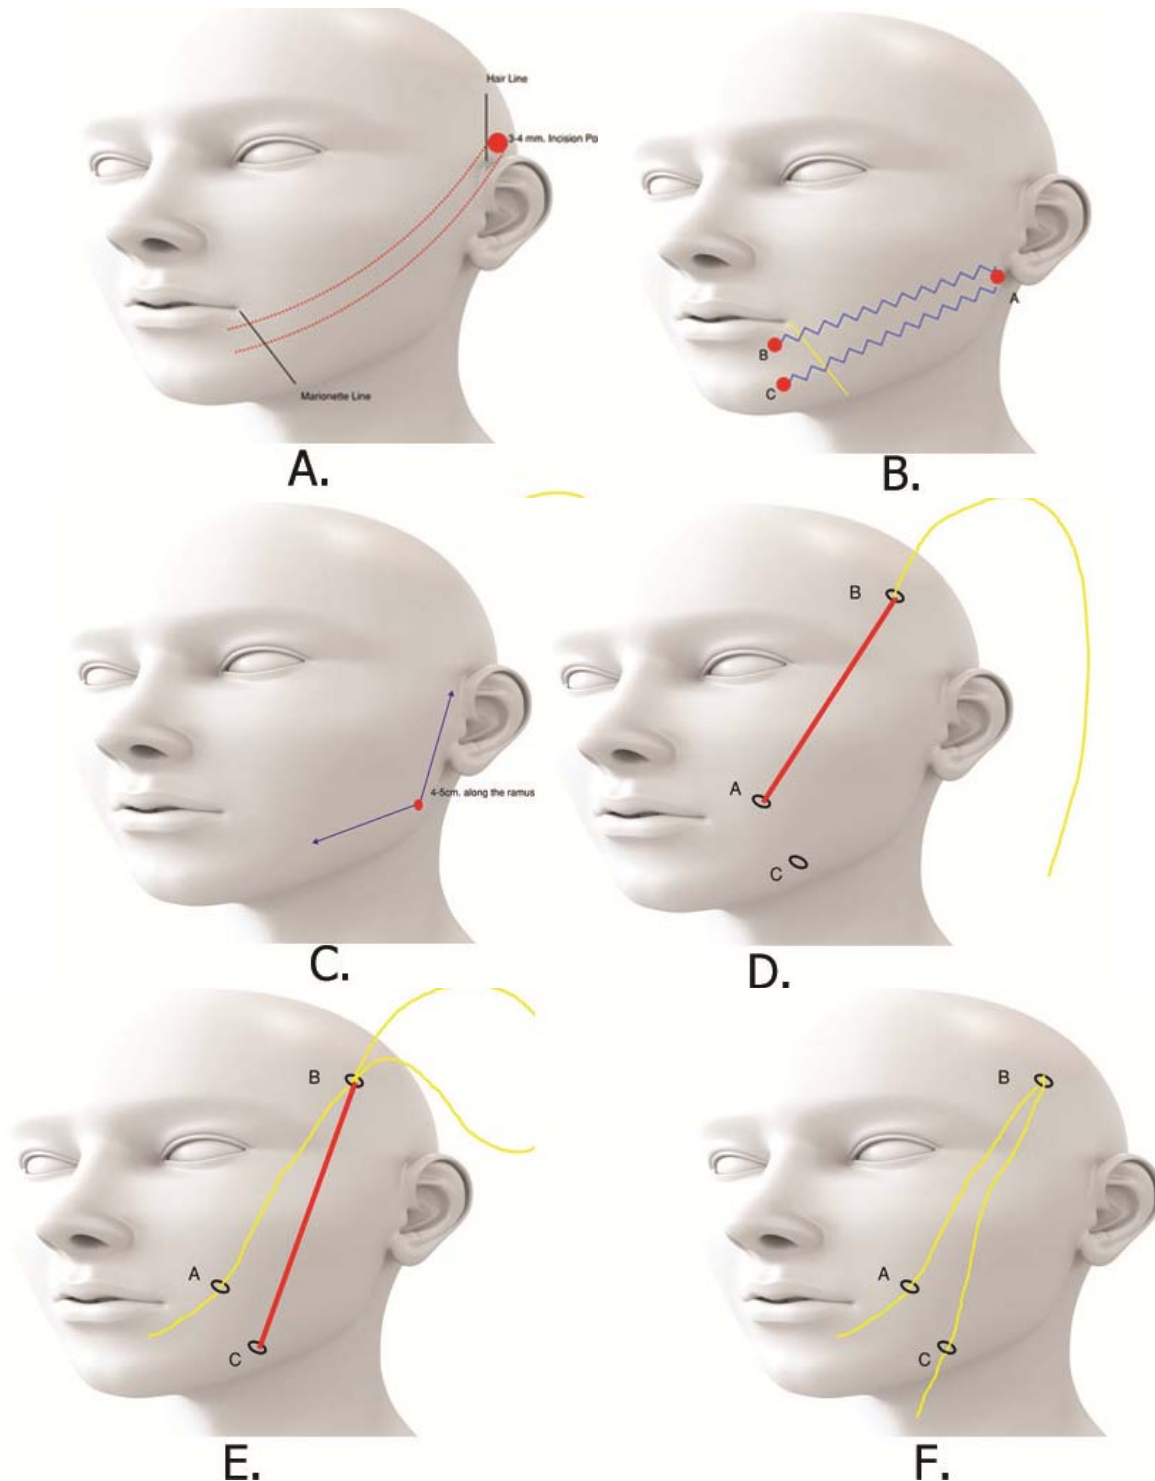 Hair Line
3-4 mm. Incision Po
Marionette Line
A.
A
B
C
B.
4-5cm. along the ramus
C.
B
A
C
D.
B
A
C
E.
B
A
C
F.